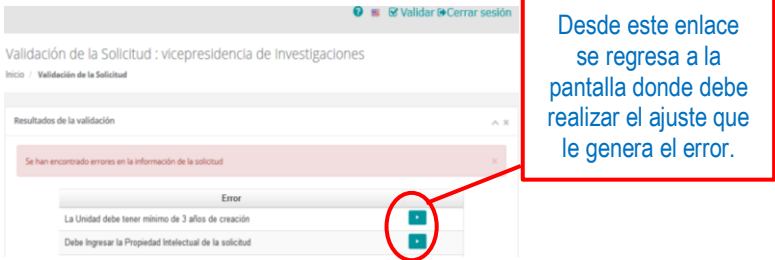 Validar Cerrar sesión
Validación de la Solicitud : vicepresidencia de Investigaciones
Inicio / Validación de la Solicitud
Resultados de la validación
Se han encontrado errores en la información de la solicitud
Error
La Unidad debe tener mínimo de 3 años de creación
Debe Ingresar la Propiedad Intelectual de la solicitud
Desde este enlace
se regresa a la
pantalla donde debe
realizar el ajuste que
le genera el error.